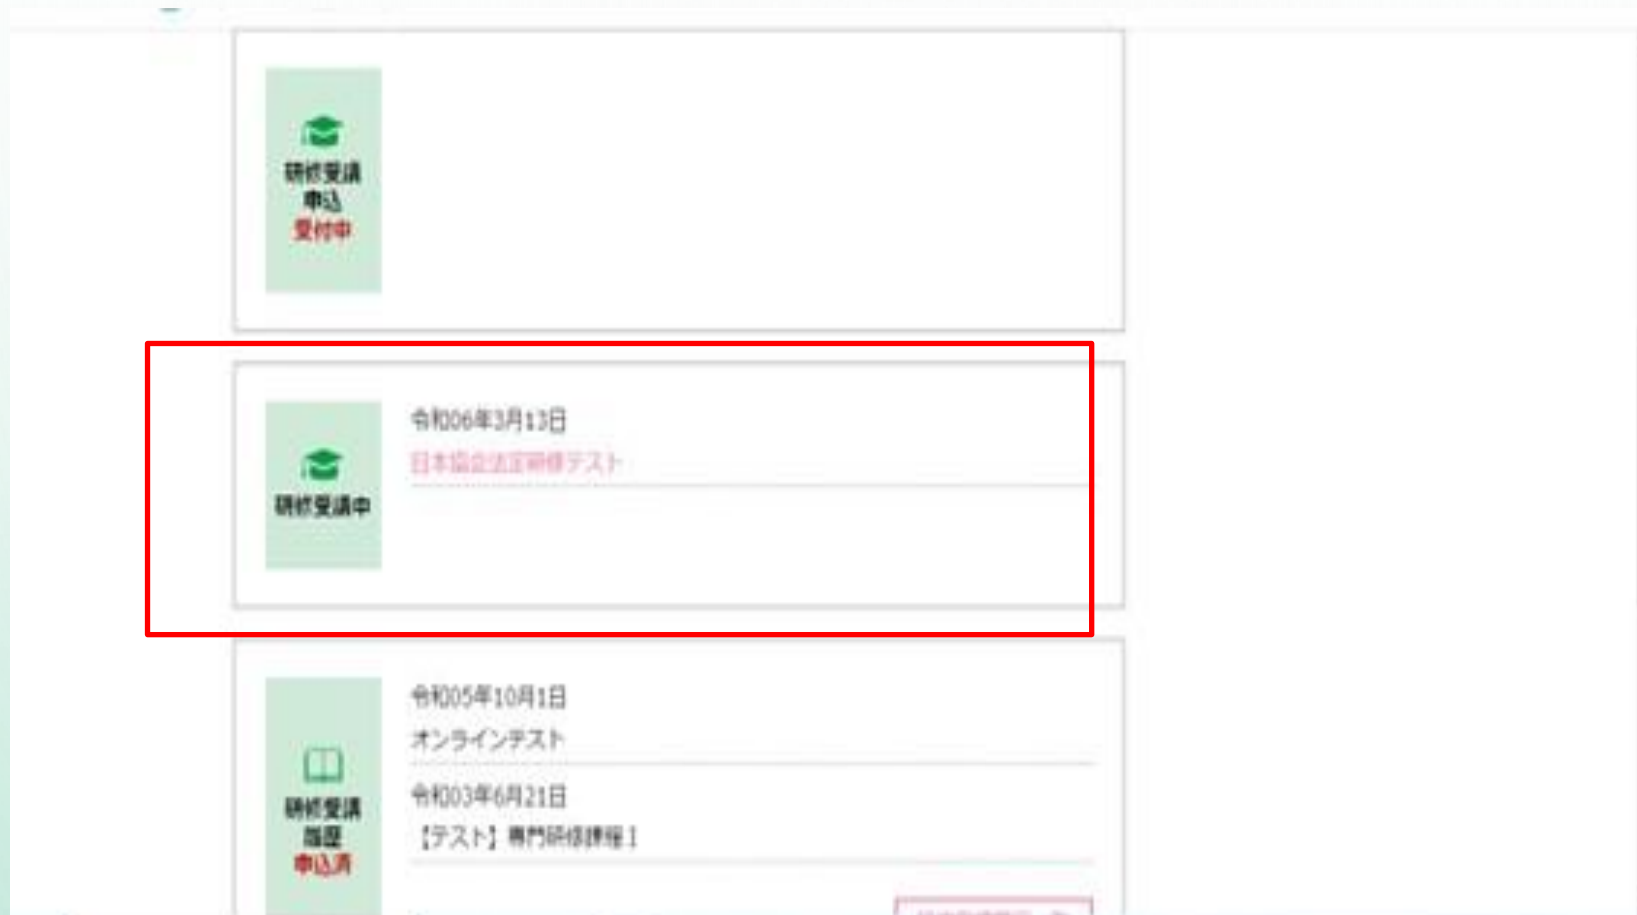 研修受講
申込
受付中
令和06年3月13日
研修受講中
令和05年10月1日
オンラインテスト
令和03年6月21日
研修受講
履歴
申込済
【テスト】専門研修課程Ⅰ